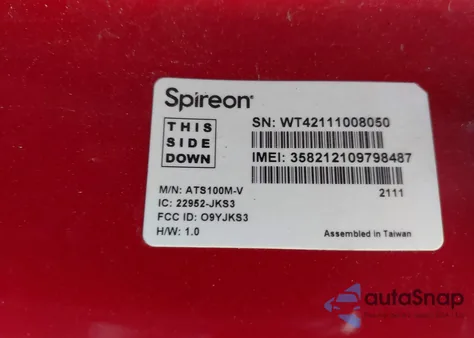 Spireon®
THIS
SIDE
DOWN
SN: WT42111008050
IMEI: 358212109798487
2111
M/N: ATS100M-V
IC: 22952-JKS3
FCC ID: O9YJKS3
H/W: 1.0
Assembled in Taiwan
autoSnap